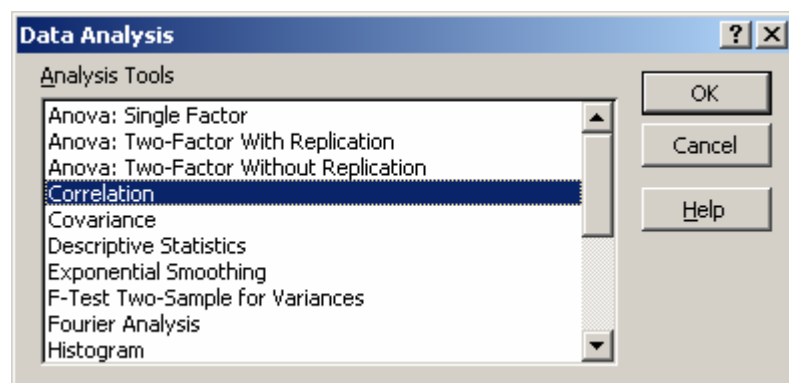 Data Analysis
Analysis Tools
Anova: Single Factor
Anova: Two-Factor With Replication
Anova: Two-Factor Without Replication
Correlation
Covariance
Descriptive Statistics
Exponential Smoothing
F-Test Two-Sample for Variances
Fourier Analysis
Histogram
OK
Cancel
Help